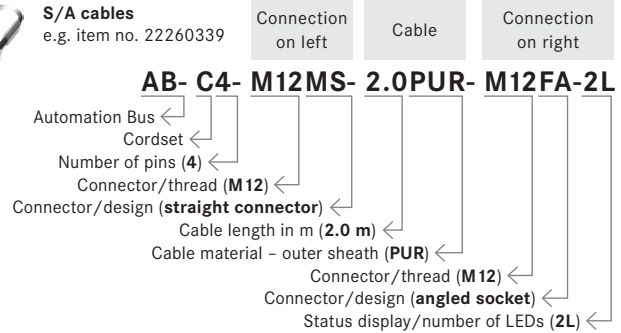 S/A cables
e.g. item no. 22260339
Connection
on left
Cable
Connection
on right
AB- C4- M12MS- 2.0PUR- M12FA-2L
Automation Bus
Cordset
Number of pins (4)
Connector/thread (M12)
Connector/design (straight connector)
Cable length in m (2.0 m)
Cable material – outer sheath (PUR)
Connector/thread (M12)
Connector/design (angled socket)
Status display/number of LEDs (2L)